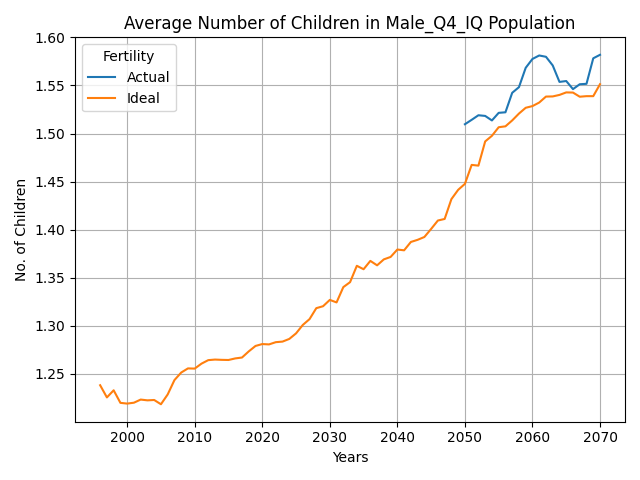 Average Number of Children in Male_Q4_IQ Population
Fertility
Actual
Ideal
No. of Children
1.60
1.55
1.50
1.45
1.40
1.35
1.30
1.25
2000 2010 2020 2030 2040 2050 2060 2070
Years